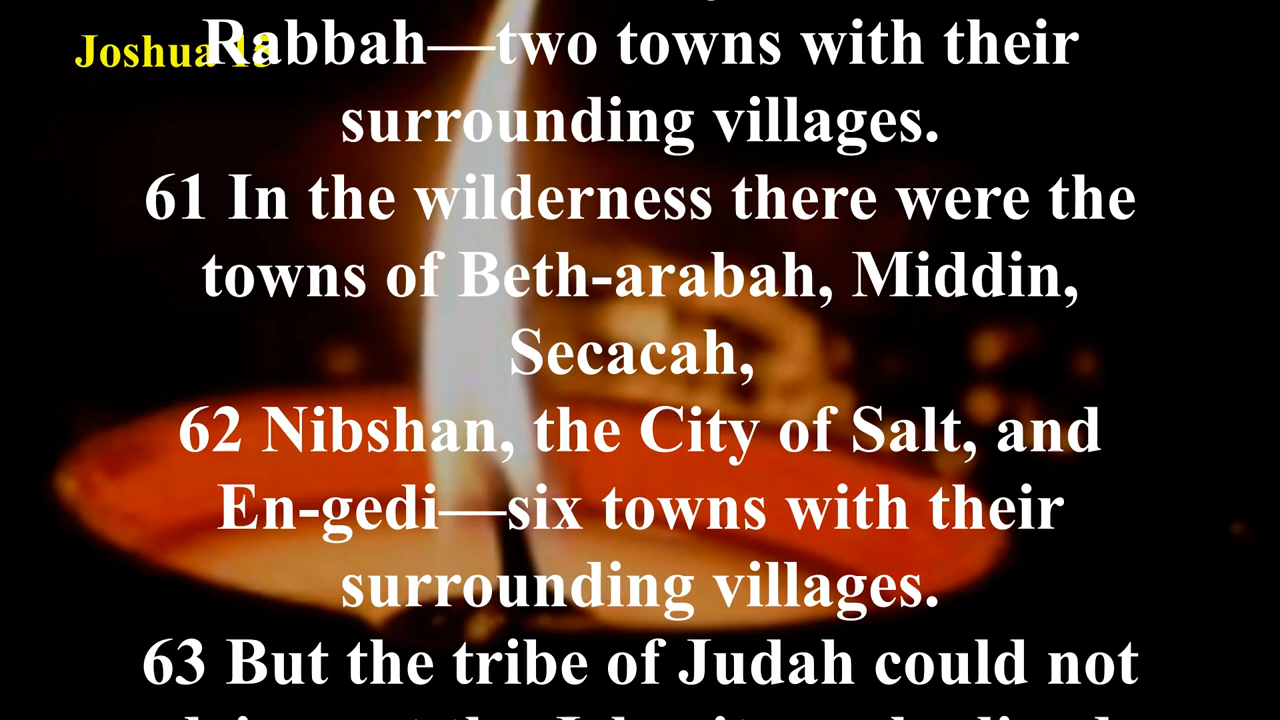 Joshua 15
Rabbah—two towns with their
surrounding villages.
61 In the wilderness there were the
towns of Beth-arabah, Middin,
Secacah,
62 Nibshan, the City of Salt, and
En-gedi—six towns with their
surrounding villages.
63 But the tribe of Judah could not